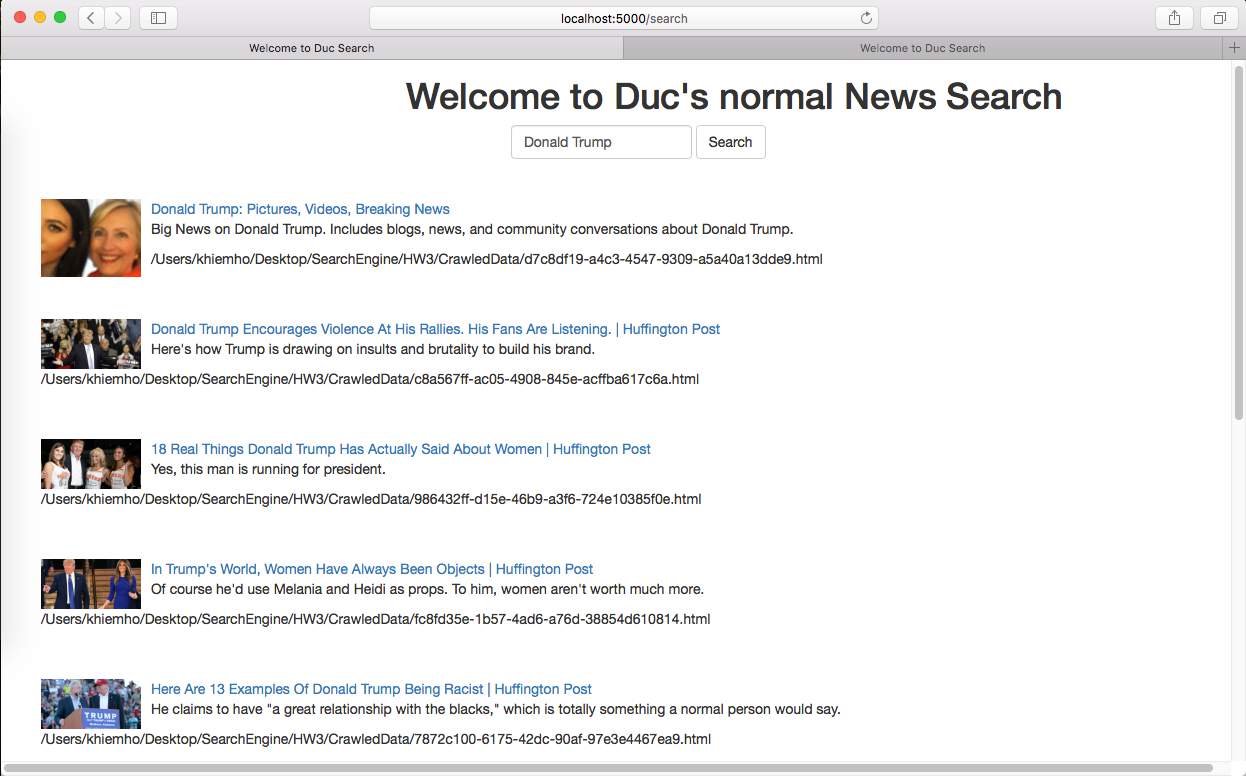 localhost:5000/search
Welcome to Duc Search
Welcome to Duc Search
Welcome to Duc's normal News Search
Donald Trump
Search
Donald Trump: Pictures, Videos, Breaking News
Big News on Donald Trump. Includes blogs, news, and community conversations about Donald Trump.
/Users/khiemho/Desktop/SearchEngine/HW3/CrawledData/d7c8df19-a4c3-4547-9309-a5a40a13dde9.html
Donald Trump Encourages Violence At His Rallies. His Fans Are Listening. | Huffington Post
Here's how Trump is drawing on insults and brutality to build his brand.
/Users/khiemho/Desktop/SearchEngine/HW3/CrawledData/c8a567ff-ac05-4908-845e-acffba617c6a.html
18 Real Things Donald Trump Has Actually Said About Women | Huffington Post
Yes, this man is running for president.
/Users/khiemho/Desktop/SearchEngine/HW3/CrawledData/986432ff-d15e-46b9-a3f6-724e10385f0e.html
In Trump's World, Women Have Always Been Objects | Huffington Post
Of course he'd use Melania and Heidi as props. To him, women aren't worth much more.
/Users/khiemho/Desktop/SearchEngine/HW3/CrawledData/fc8fd35e-1b57-4ad6-a76d-38854d610814.html
Here Are 13 Examples Of Donald Trump Being Racist | Huffington Post
He claims to have "a great relationship with the blacks," which is totally something a normal person would say.
TRUMP
/Users/khiemho/Desktop/SearchEngine/HW3/CrawledData/7872c100-6175-42dc-90af-97e3e4467ea9.html